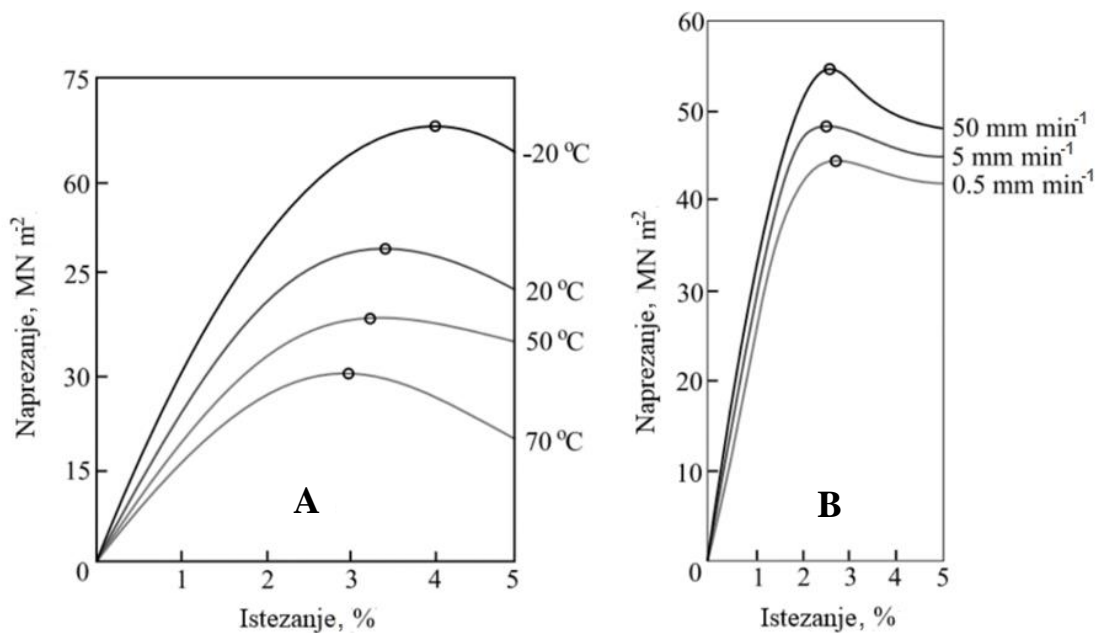 75
60
25
30
15
0
1
2
3
4
5
Naprezanje, MN m⁻²
Istezanje, %
-20 °C
20 °C
50 °C
70 °C
A
60
50
40
30
20
10
0
1
2
3
4
5
Naprezanje, MN m⁻²
Istezanje, %
50 mm min⁻¹
5 mm min⁻¹
0.5 mm min⁻¹
B